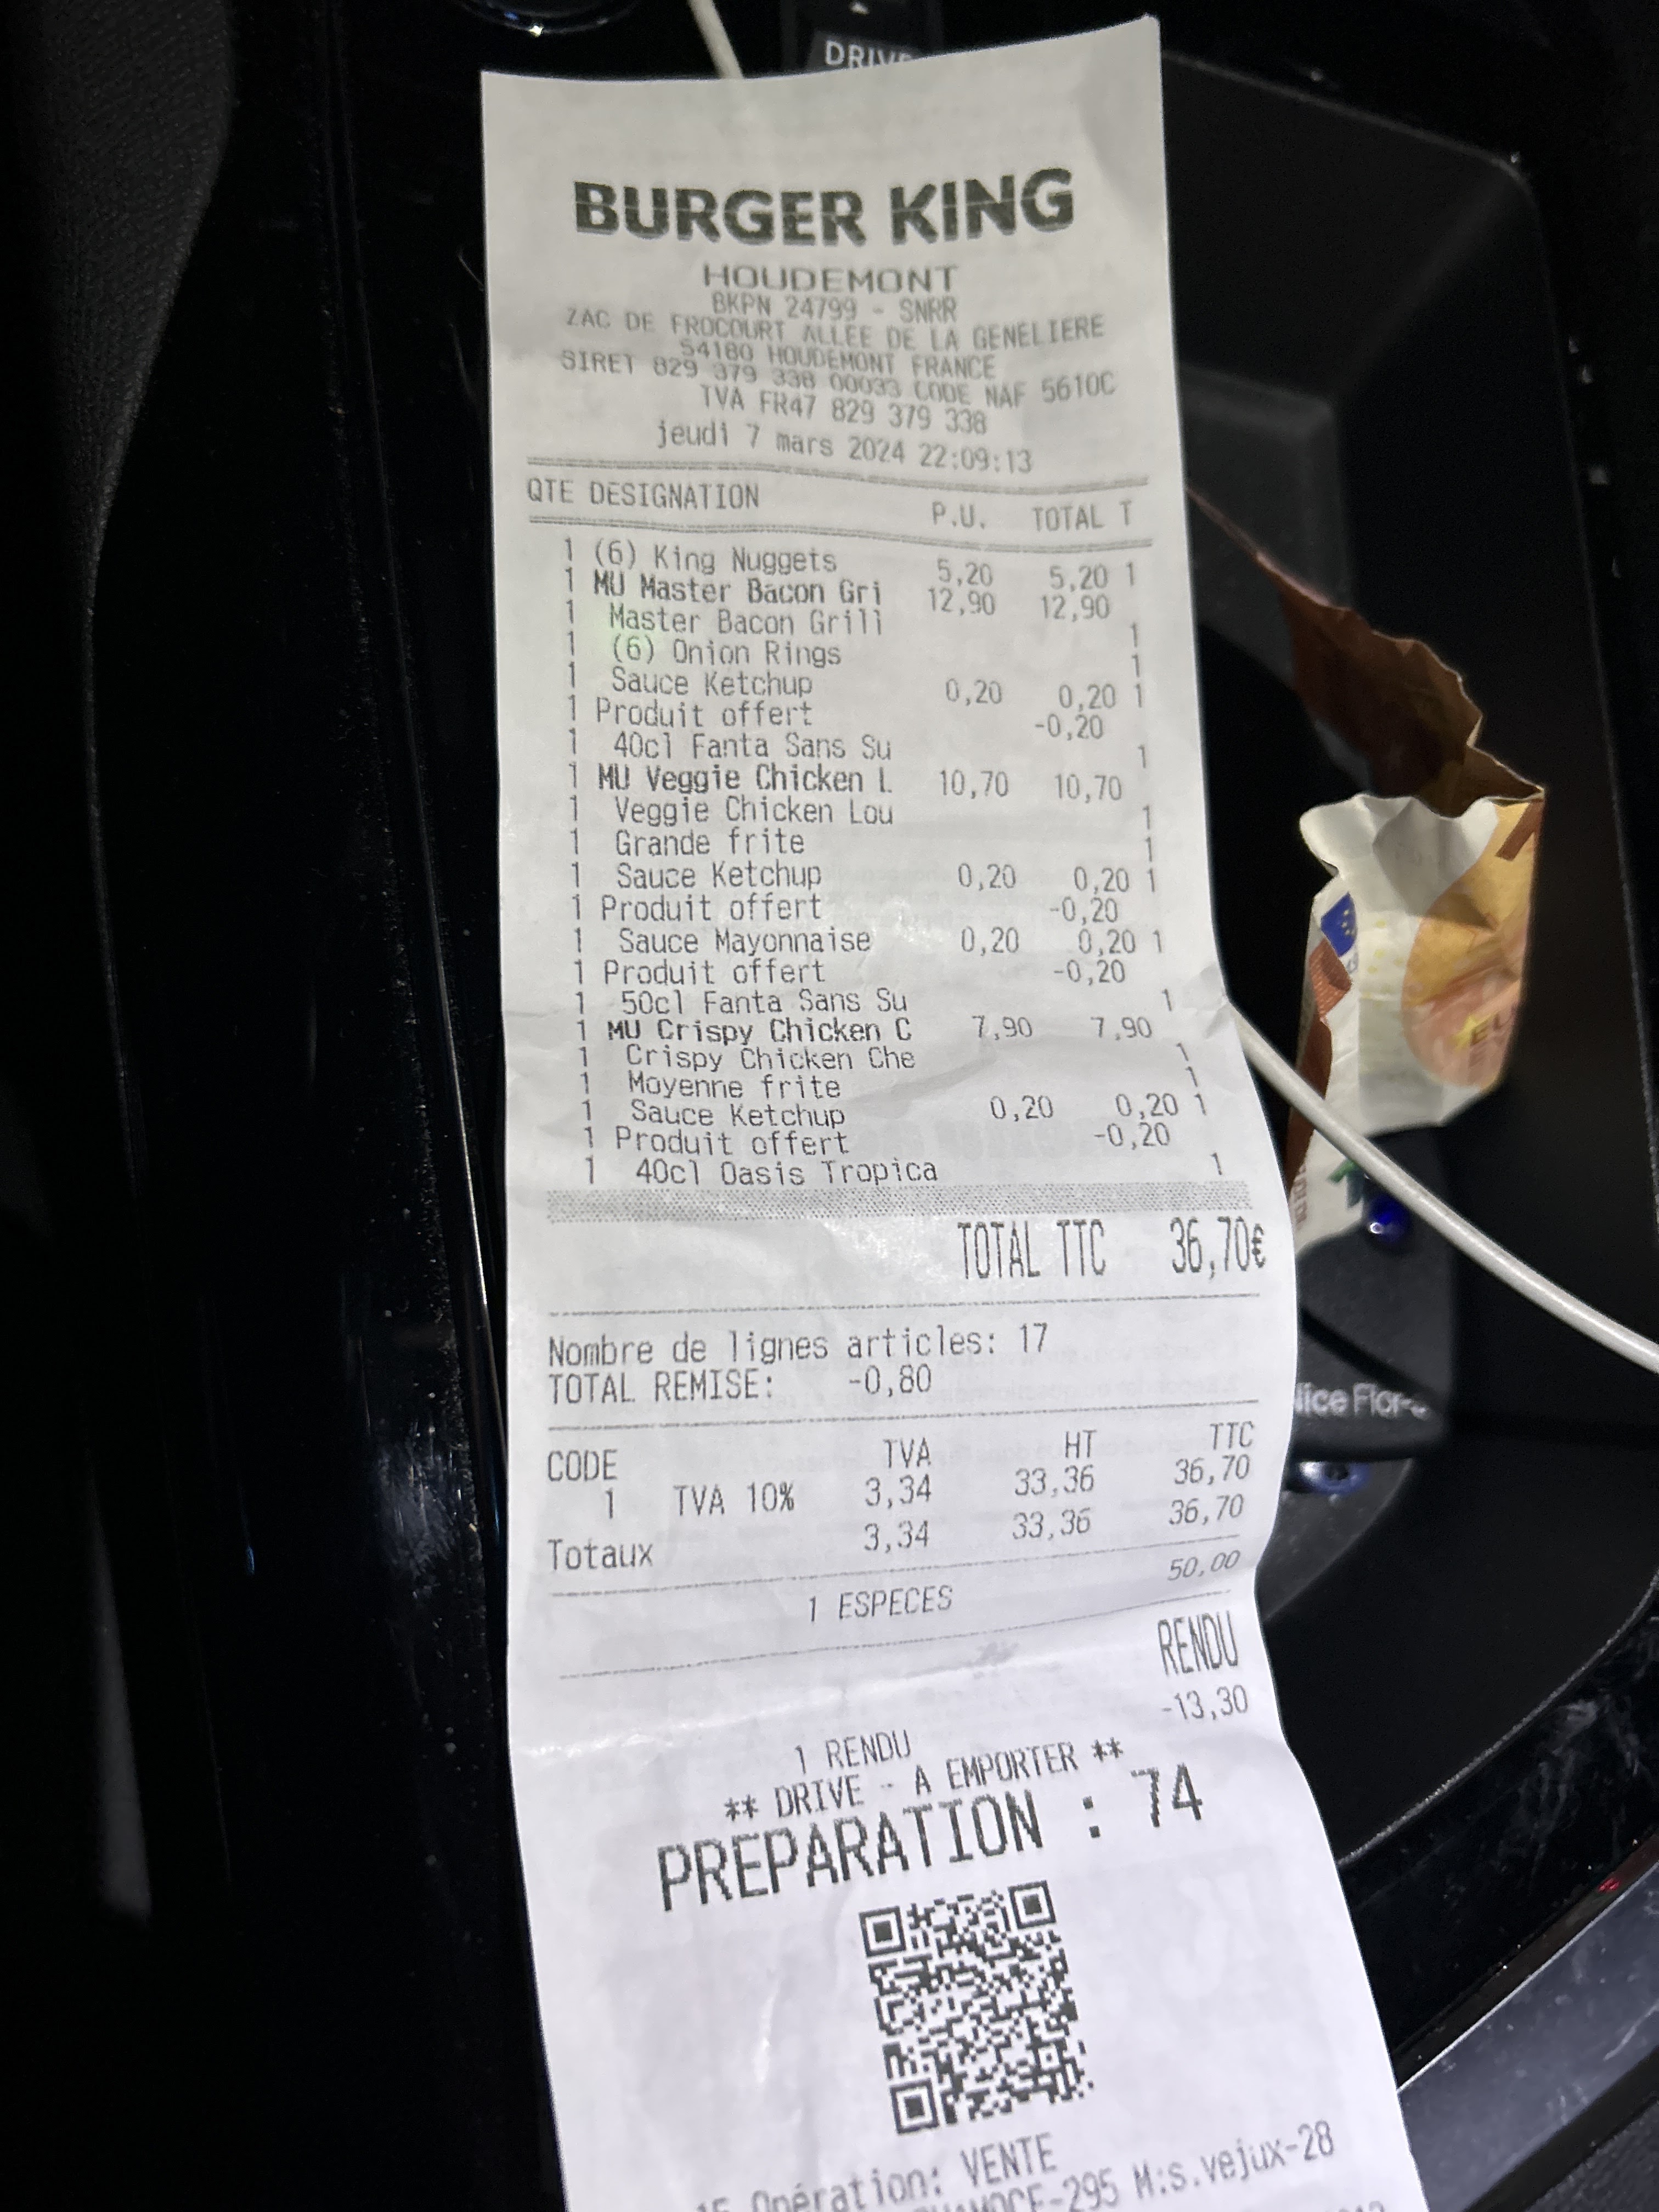 DRIVE
BURGER KING
HOUDEMONT
BKPN 24799 - SNRR
ZAC DE FROCOURT ALLEE DE LA GENELIERE
54180 HOUDEMONT FRANCE
SIRET 829 379 338 00033 CODE NAF 5610C
TVA FR47 829 379 338
jeudi 7 mars 2024 22:09:13
QTE DESIGNATION P.U. TOTAL T
1 (6) King Nuggets 5,20 5,20 1
1 MU Master Bacon Gri 12,90 12,90
1 Master Bacon Grill 1
1 (6) Onion Rings 1
1 Sauce Ketchup 0,20 0,20 1
1 Produit offert -0,20
1 40cl Fanta Sans Su 1
1 MU Veggie Chicken L 10,70 10,70
1 Veggie Chicken Lou 1
1 Grande frite 1
1 Sauce Ketchup 0,20 0,20 1
1 Produit offert -0,20
1 Sauce Mayonnaise 0,20 0,20 1
1 Produit offert -0,20
1 50cl Fanta Sans Su 1
1 MU Crispy Chicken C 7,90 7,90
1 Crispy Chicken Che 1
1 Moyenne frite 1
1 Sauce Ketchup 0,20 0,20 1
1 Produit offert -0,20
1 40cl Oasis Tropica 1
TOTAL TTC 36,70€
Nombre de lignes articles: 17
TOTAL REMISE: -0,80
CODE TVA HT TTC
1 TVA 10% 3,34 33,36 36,70
Totaux 3,34 33,36 36,70
1 ESPECES 50,00
RENDU
1 RENDU -13,30
** DRIVE - A EMPORTER **
PREPARATION : 74
Opération: VENTE
-295 M:s.vejux-28